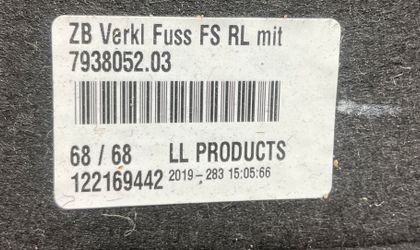 ZB Verkl Fuss FS RL mit
7938052.03
68 / 68 LL PRODUCTS
122169442 2019-283 15:05:66